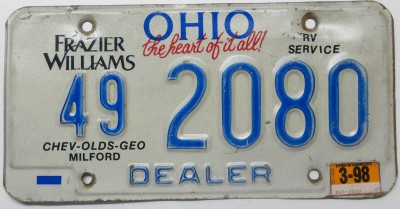 OHIO
the heart of it all!
FRAZIER
WILLIAMS
RV
SERVICE
49 2080
CHEV-OLDS-GEO
MILFORD
DEALER
3-98